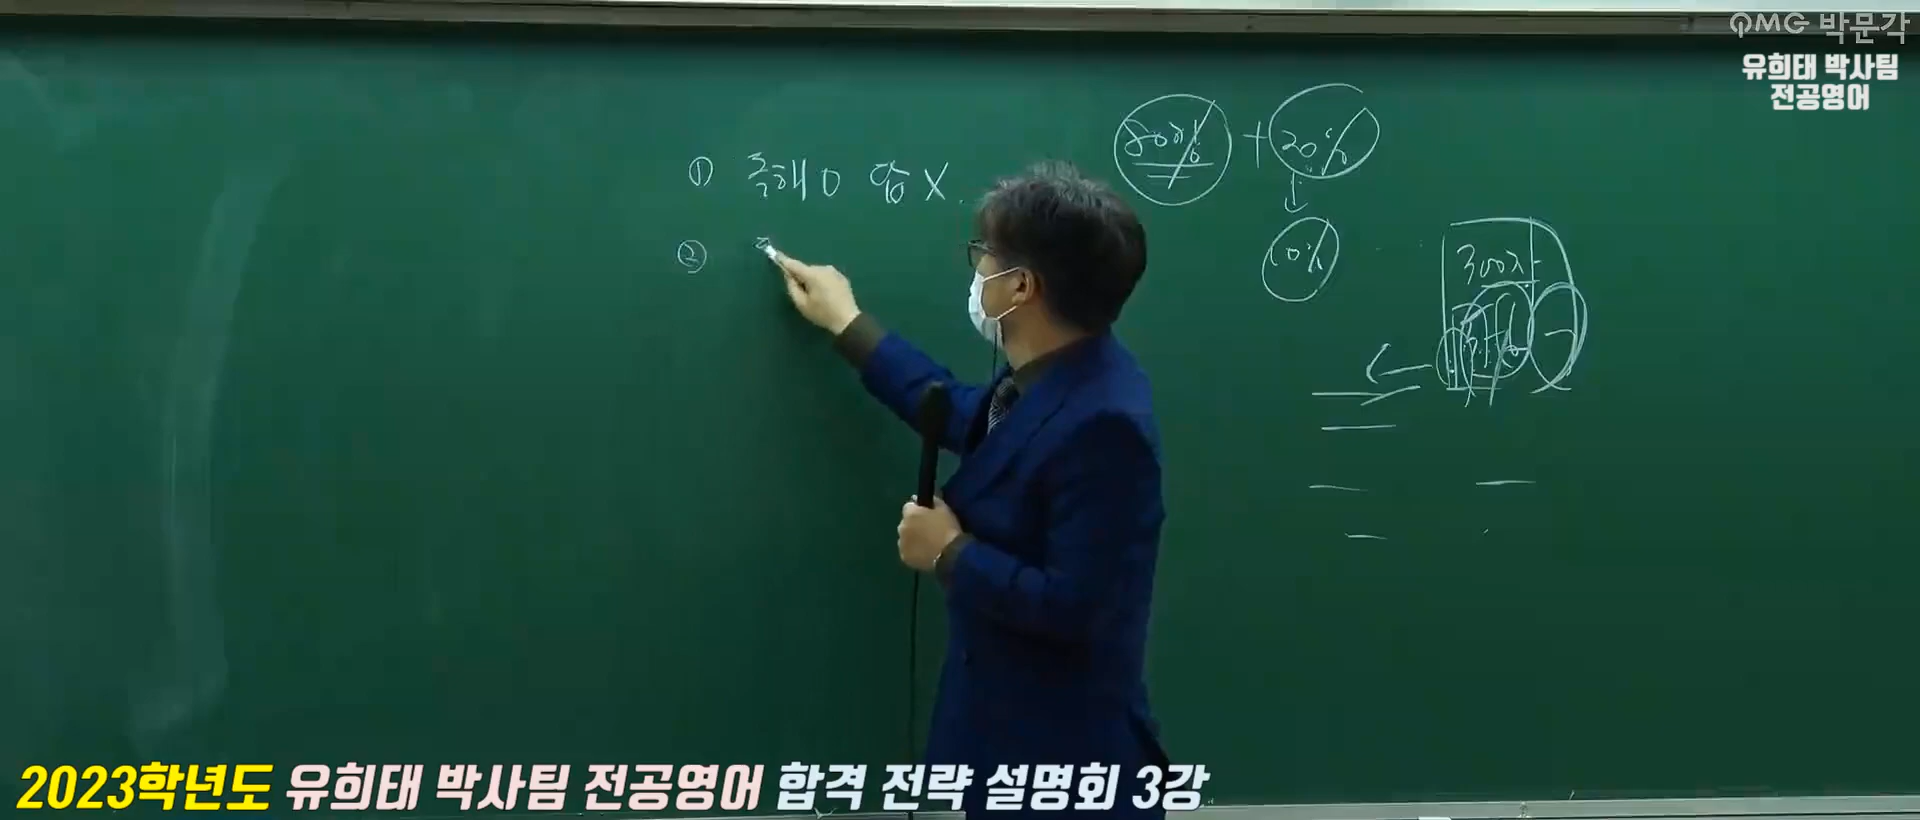 PMG 박문각
유희태 박사팀
전공영어
80% + 20%
① 독해 O 답 X
②
10%
300자
2023학년도 유희태 박사팀 전공영어 합격 전략 설명회 3강